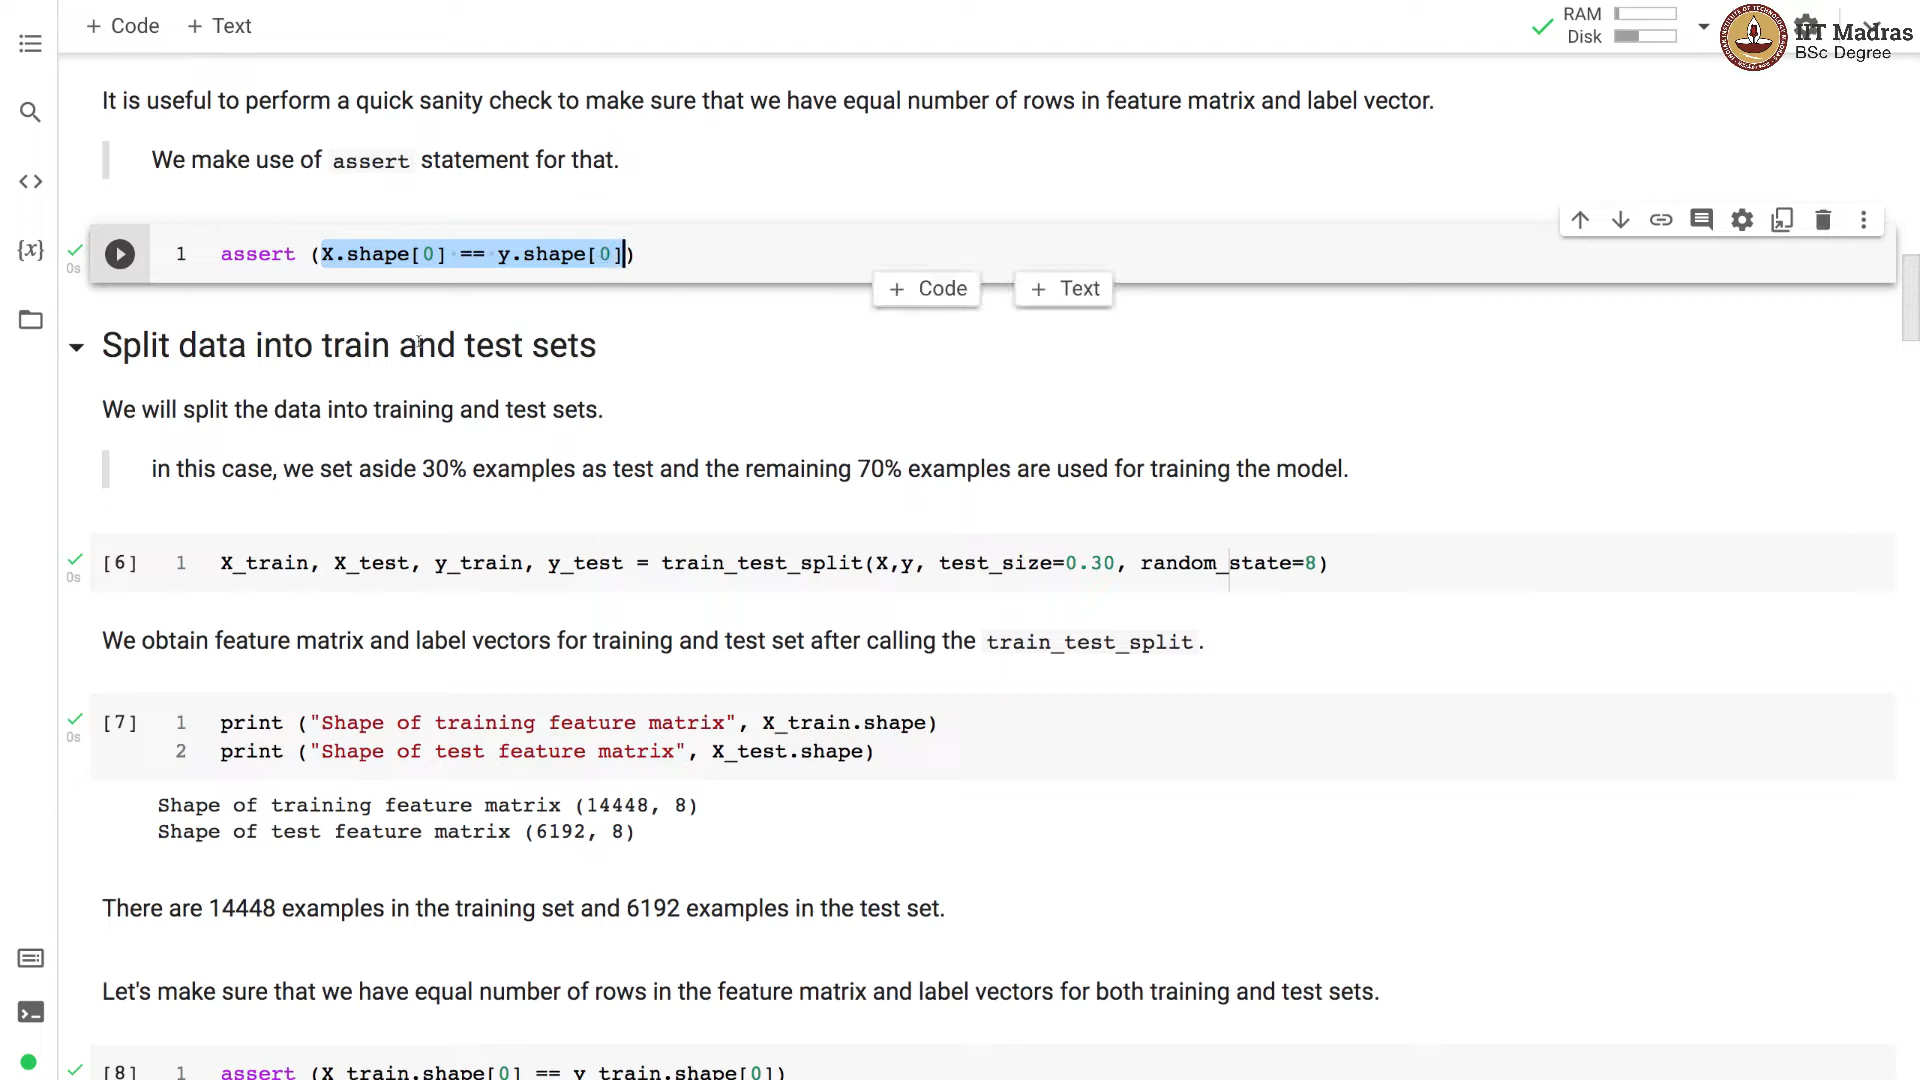 + Code + Text
RAM
Disk
IIT Madras
BSc Degree
It is useful to perform a quick sanity check to make sure that we have equal number of rows in feature matrix and label vector.
We make use of assert statement for that.
{x}
0s
1 assert (X.shape[0] == y.shape[0])
+ Code + Text
Split data into train and test sets
We will split the data into training and test sets.
in this case, we set aside 30% examples as test and the remaining 70% examples are used for training the model.
0s
[6] 1 X_train, X_test, y_train, y_test = train_test_split(X,y, test_size=0.30, random_state=8)
We obtain feature matrix and label vectors for training and test set after calling the train_test_split.
0s
[7] 1 print ("Shape of training feature matrix", X_train.shape)
2 print ("Shape of test feature matrix", X_test.shape)
Shape of training feature matrix (14448, 8)
Shape of test feature matrix (6192, 8)
There are 14448 examples in the training set and 6192 examples in the test set.
Let's make sure that we have equal number of rows in the feature matrix and label vectors for both training and test sets.
[8] 1 assert (X_train.shape[0] == y_train.shape[0])